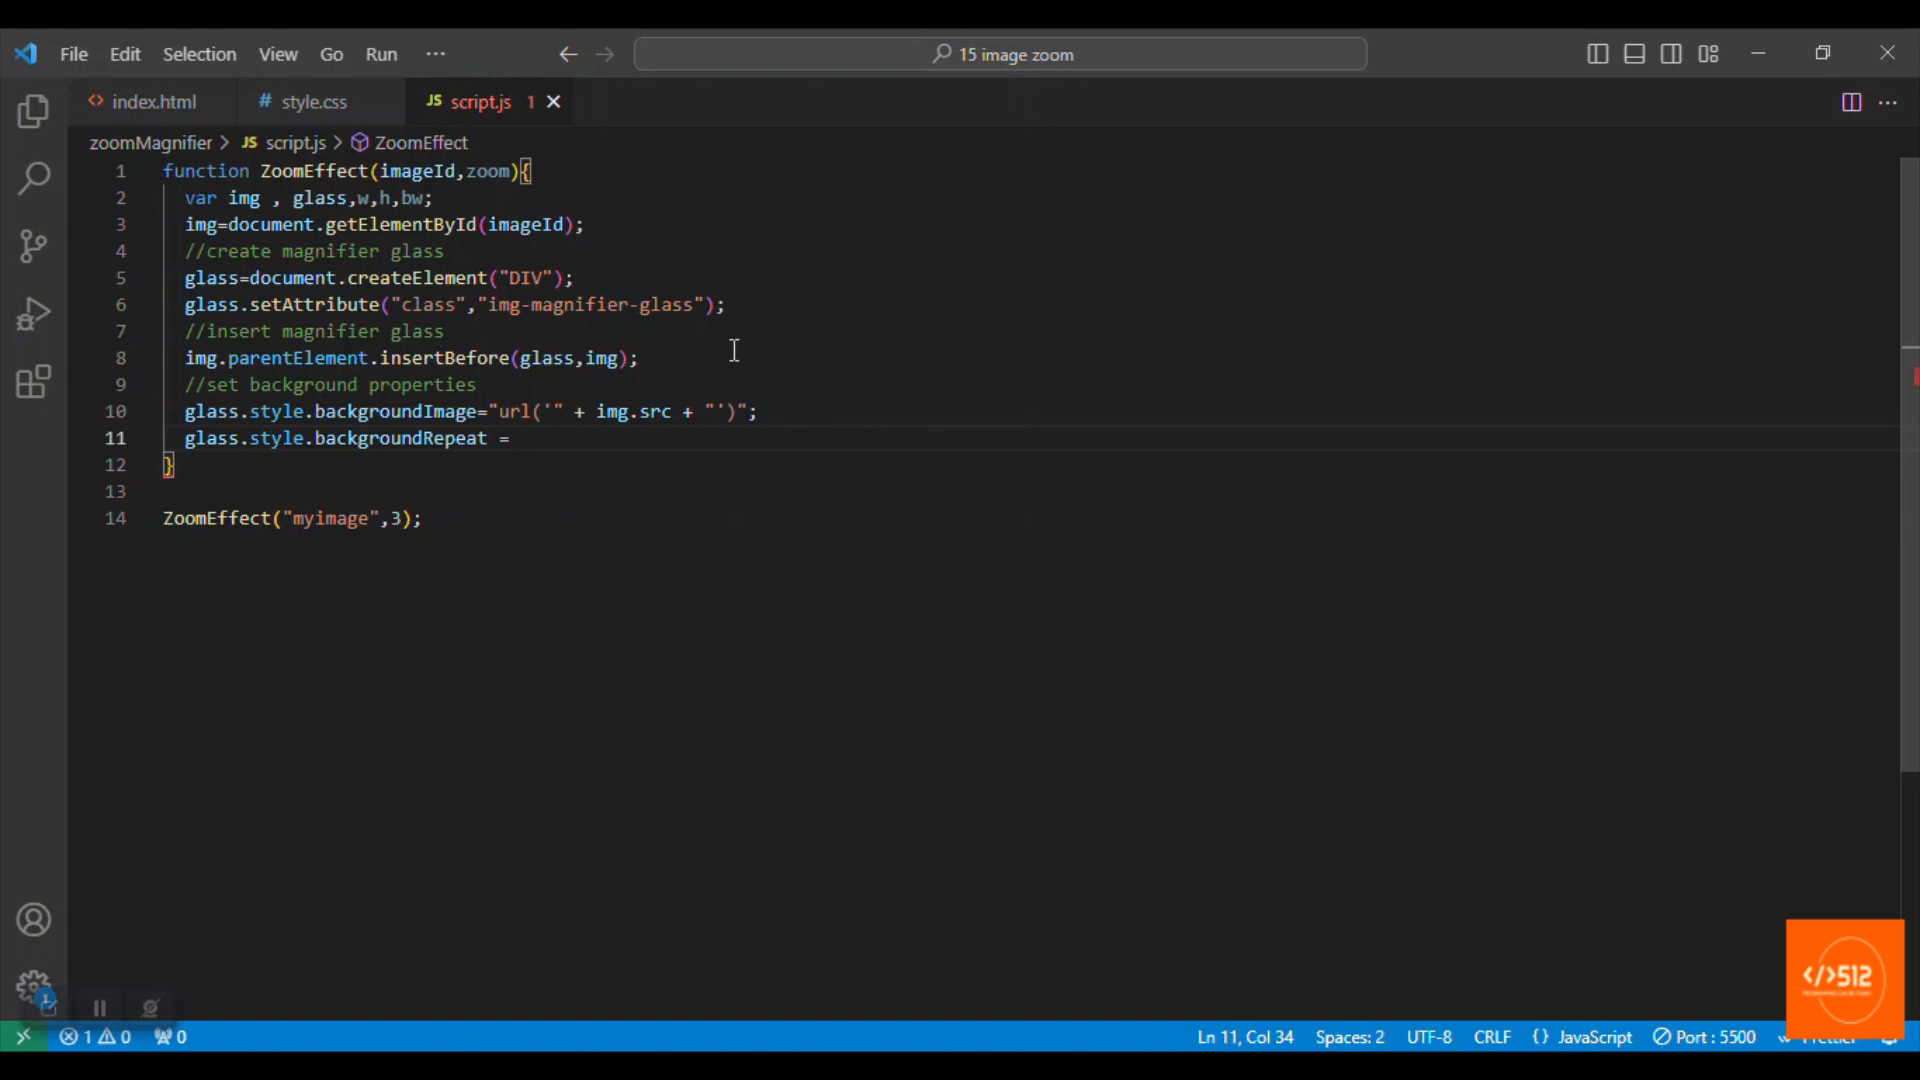 File Edit Selection View Go Run ··· 15 image zoom
index.html # style.css JS script.js 1
zoomMagnifier > JS script.js > ZoomEffect
1 function ZoomEffect(imageId,zoom){
2 var img , glass,w,h,bw;
3 img=document.getElementById(imageId);
4 //create magnifier glass
5 glass=document.createElement("DIV");
6 glass.setAttribute("class","img-magnifier-glass");
7 //insert magnifier glass
8 img.parentElement.insertBefore(glass,img);
9 //set background properties
10 glass.style.backgroundImage="url('" + img.src + "')";
11 glass.style.backgroundRepeat =
12 }
13
14 ZoomEffect("myimage",3);
</>512
1
1 0 0 Ln 11, Col 34 Spaces: 2 UTF-8 CRLF {} JavaScript Port : 5500